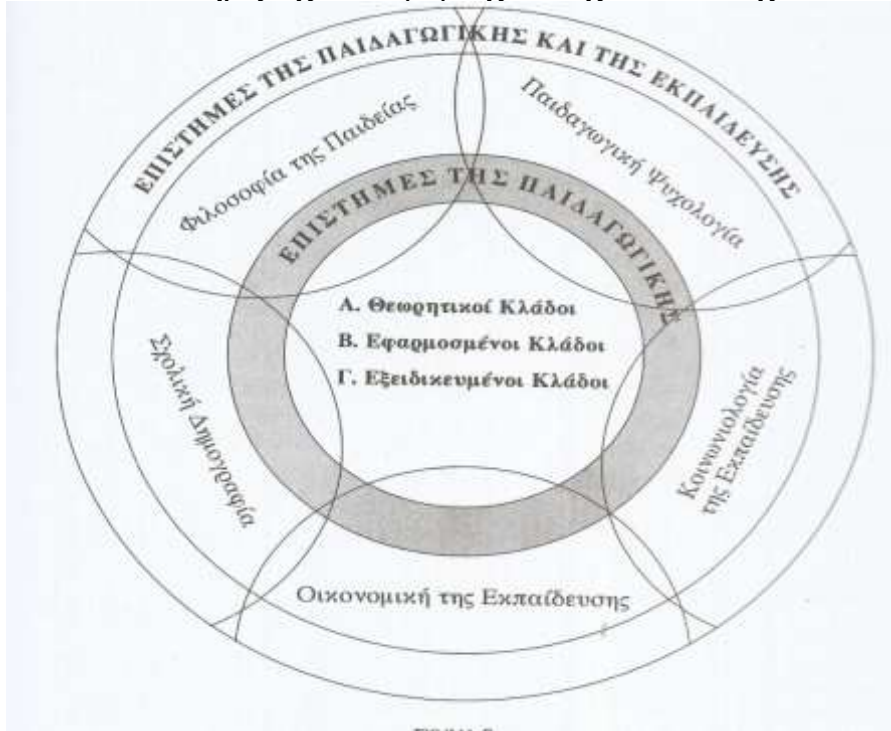 ΕΠΙΣΤΗΜΕΣ ΤΗΣ ΠΑΙΔΑΓΩΓΙΚΗΣ ΚΑΙ ΤΗΣ ΕΚΠΑΙΔΕΥΣΗΣ
Φιλοσοφία της Παιδείας
Παιδαγωγική Ψυχολογία
ΕΠΙΣΤΗΜΕΣ ΤΗΣ ΠΑΙΔΑΓΩΓΙΚΗΣ
Α. Θεωρητικοί Κλάδοι
Β. Εφαρμοσμένοι Κλάδοι
Γ. Εξειδικευμένοι Κλάδοι
Σχολική Δημογραφία
Κοινωνιολογία
της Εκπαίδευσης
Οικονομική της Εκπαίδευσης